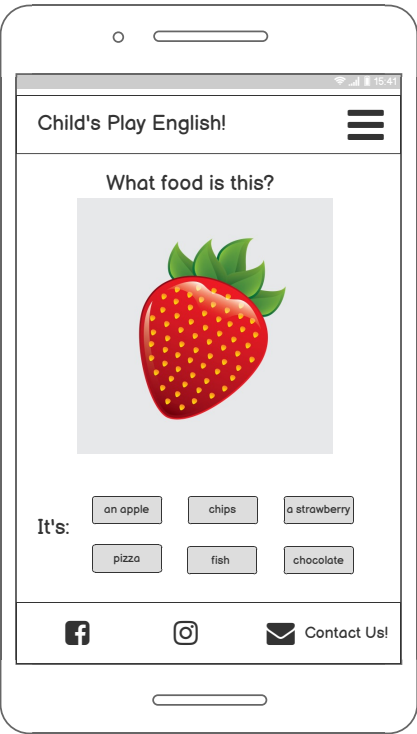 15:41
Child's Play English!
What food is this?
an apple chips a strawberry
It's:
pizza fish chocolate
Contact Us!